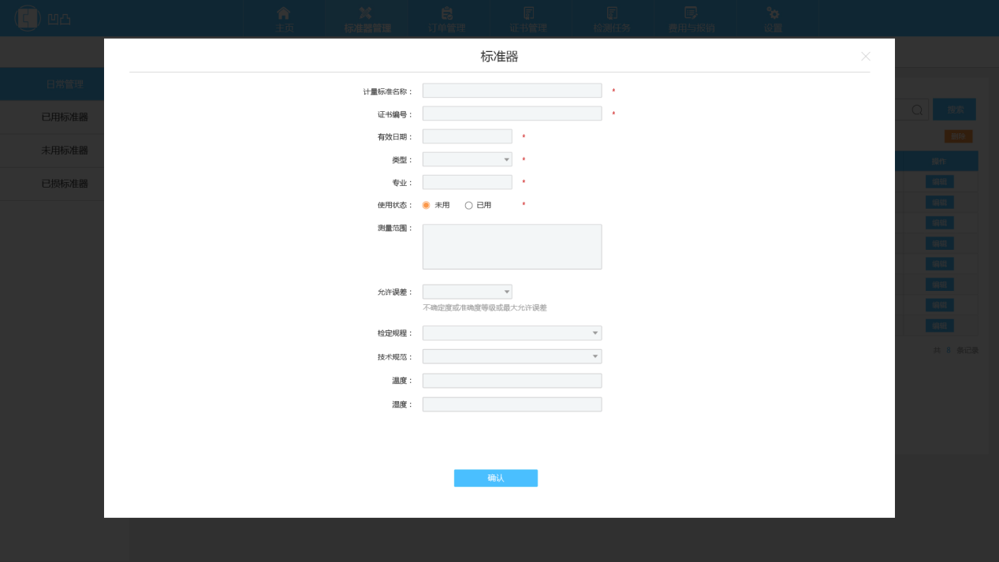 凹凸
主页
标准器管理
订单管理
证书管理
检测任务
费用与报销
设置
日常管理
已用标准器
未用标准器
已损标准器
搜索
删除
操作
编辑
编辑
编辑
编辑
编辑
编辑
编辑
编辑
共 8 条记录
标准器
计量标准名称： *
证书编号： *
有效日期： *
类型： *
专业： *
使用状态： 未用 已用 *
测量范围：
允许误差：
不确定度或准确度等级或最大允许误差
检定规程：
技术规范：
温度：
湿度：
确认